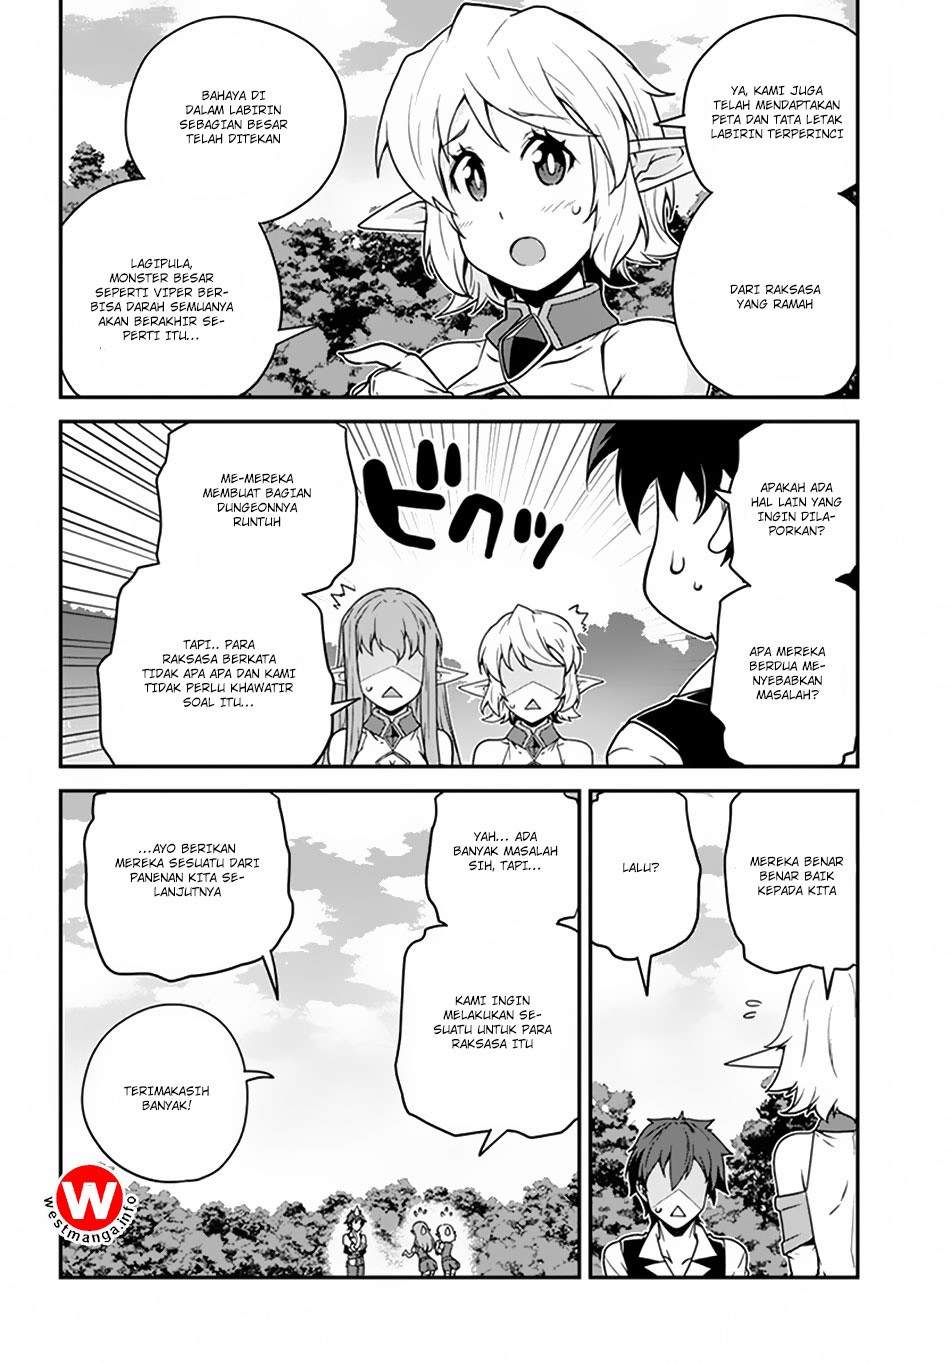 YA, KAMI JUGA
TELAH MENDAPTAKAN
PETA DAN TATA LETAK
LABIRIN TERPERINCI
DARI RAKSASA
YANG RAMAH
BAHAYA DI
DALAM LABIRIN
SEBAGIAN BESAR
TELAH DITEKAN
LAGIPULA,
MONSTER BESAR
SEPERTI VIPER BER-
BISA DARAH SEMUANYA
AKAN BERAKHIR SE-
PERTI ITU...
APAKAH ADA
HAL LAIN YANG
INGIN DILA-
PORKAN?
APA MEREKA
BERDUA ME-
NYEBABKAN
MASALAH?
ビクッ
ME-MEREKA
MEMBUAT BAGIAN
DUNGEONNYA
RUNTUH
TAPI.. PARA
RAKSASA BERKATA
TIDAK APA APA DAN KAMI
TIDAK PERLU KHAWATIR
SOAL ITU...
MEREKA BENAR
BENAR BAIK
KEPADA KITA
LALU?
YAH... ADA
BANYAK MASALAH
SIH, TAPI...
KAMI INGIN
MELAKUKAN SE-
SUATU UNTUK PARA
RAKSASA ITU
...AYO BERIKAN
MEREKA SESUATU DARI
PANENAN KITA SE-
LANJUTNYA
TERIMAKASIH
BANYAK!
W
westmanga.info